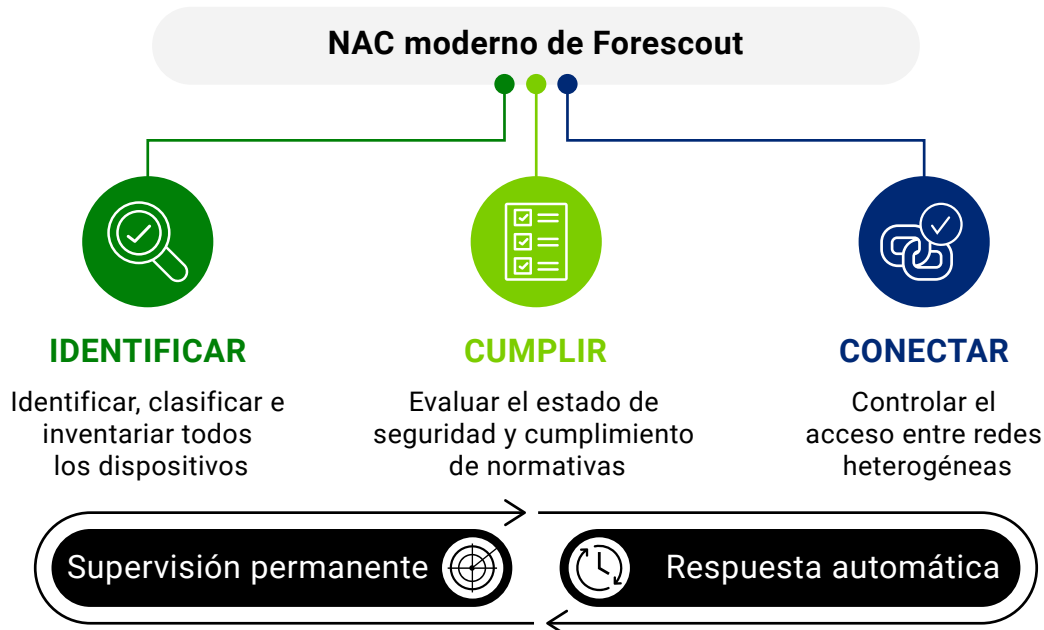 NAC moderno de Forescout
IDENTIFICAR
Identificar, clasificar e
inventariar todos
los dispositivos
CUMPLIR
Evaluar el estado de
seguridad y cumplimiento
de normativas
CONECTAR
Controlar el
acceso entre redes
heterogéneas
Supervisión permanente
Respuesta automática